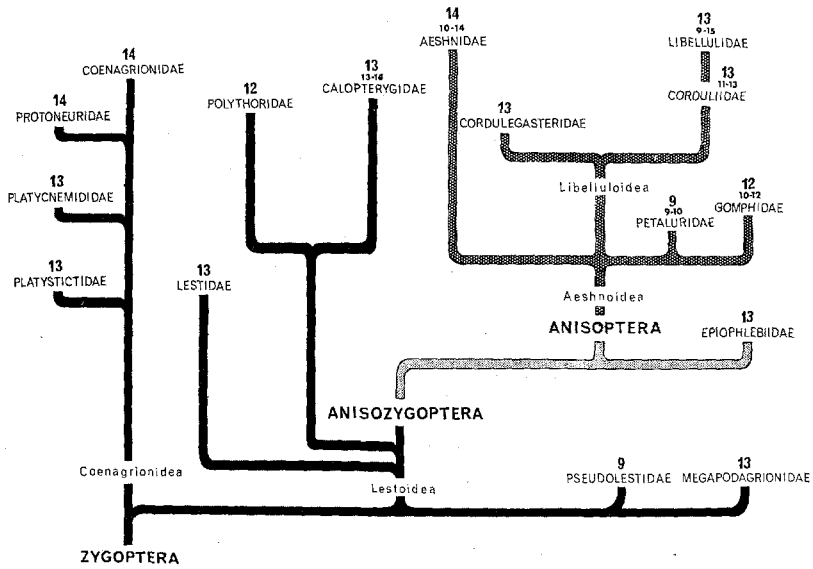 14
COENAGRIONIDAE
14
PROTONEURIDAE
13
PLATYCNEMIDIDAE
13
PLATYSTICTIDAE
12
POLYTHORIDAE
13
13-16
CALOPTERYGIDAE
13
LESTIDAE
14
10-14
AESHNIDAE
13
9-15
LIBELLULIDAE
13
11-13
CORDULIIDAE
13
CORDULEGASTERIDAE
Libelluloidea
9
9-10
PETALURIDAE
12
10-12
GOMPHIDAE
Aeshnoidea
ANISOPTERA
13
EPIOPHLEBIIDAE
ANISOZYGOPTERA
Coenagrionidea
Lestoidea
9
PSEUDOLESTIDAE
13
MEGAPODAGRIONIDAE
ZYGOPTERA